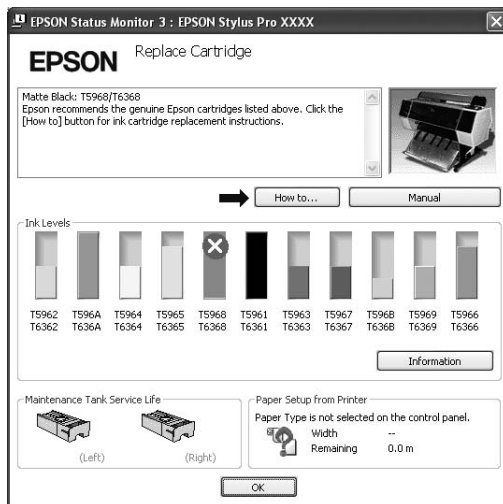 EPSON Status Monitor 3 : EPSON Stylus Pro XXXX
EPSON
Replace Cartridge
Matte Black: T5968/T6368
Epson recommends the genuine Epson cartridges listed above. Click the
[How to] button for ink cartridge replacement instructions.
How to...
Manual
Ink Levels
T5962 T596A T5964 T5965 T5968 T5961 T5963 T5967 T596B T5969 T5966
T6362 T636A T6364 T6365 T6368 T6361 T6363 T6367 T636B T6369 T6366
Information
Maintenance Tank Service Life
(Left) (Right)
Paper Setup from Printer
Paper Type is not selected on the control panel.
Width --
Remaining 0.0 m
OK